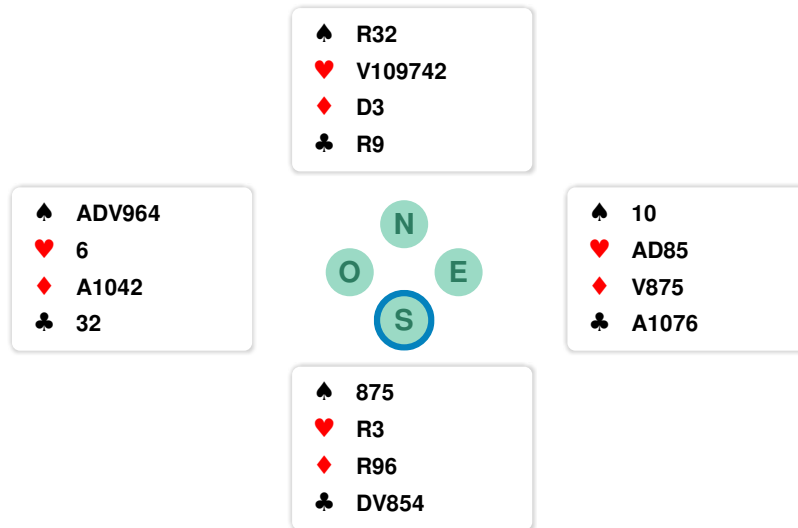 ♠ R32
♥ V109742
♦ D3
♣ R9
♠ ADV964
♥ 6
♦ A1042
♣ 32
N
O E
S
♠ 10
♥ AD85
♦ V875
♣ A1076
♠ 875
♥ R3
♦ R96
♣ DV854